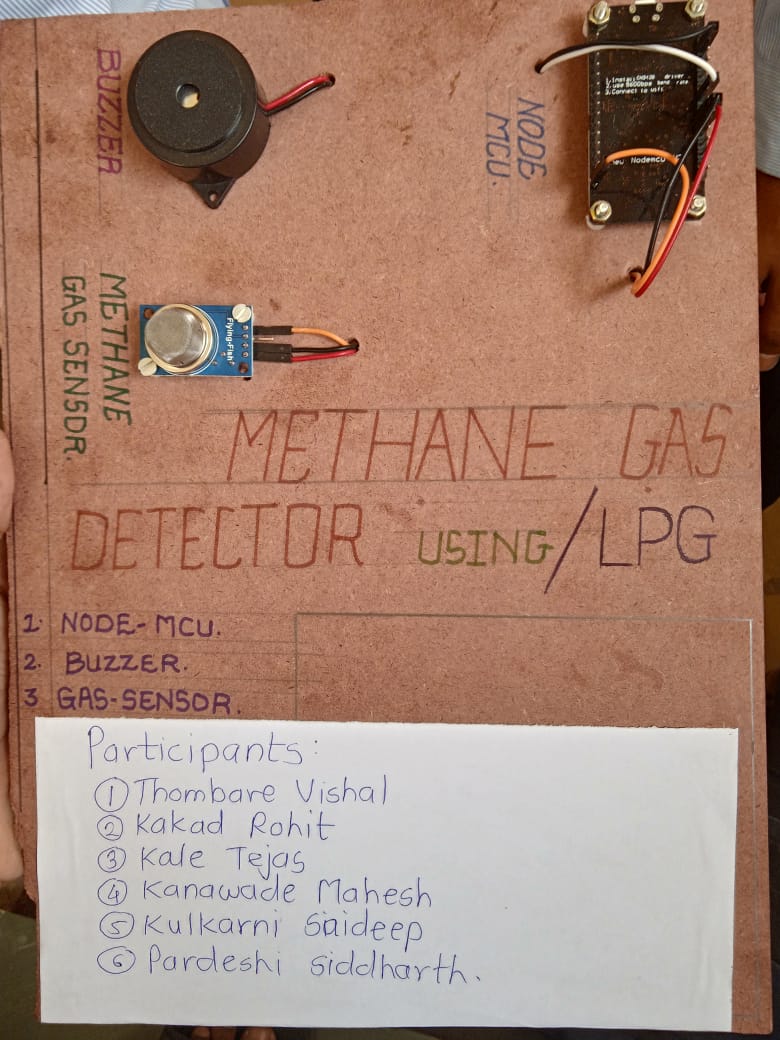 BUZZER
NODE
MCU.
1.Install CH340 driver
2.use 9600bps baud rate
3.Connect to wifi
Nodemcu
METHANE
GAS SENSOR.
Flying-Fish
METHANE GAS
DETECTOR USING/LPG
1. NODE-MCU.
2. BUZZER.
3 GAS-SENSOR.
Participants:
① Thombare Vishal
② Kakad Rohit
③ Kale Tejas
④ Kanawade Mahesh
⑤ Kulkarni Saideep
⑥ Pardeshi Siddharth.